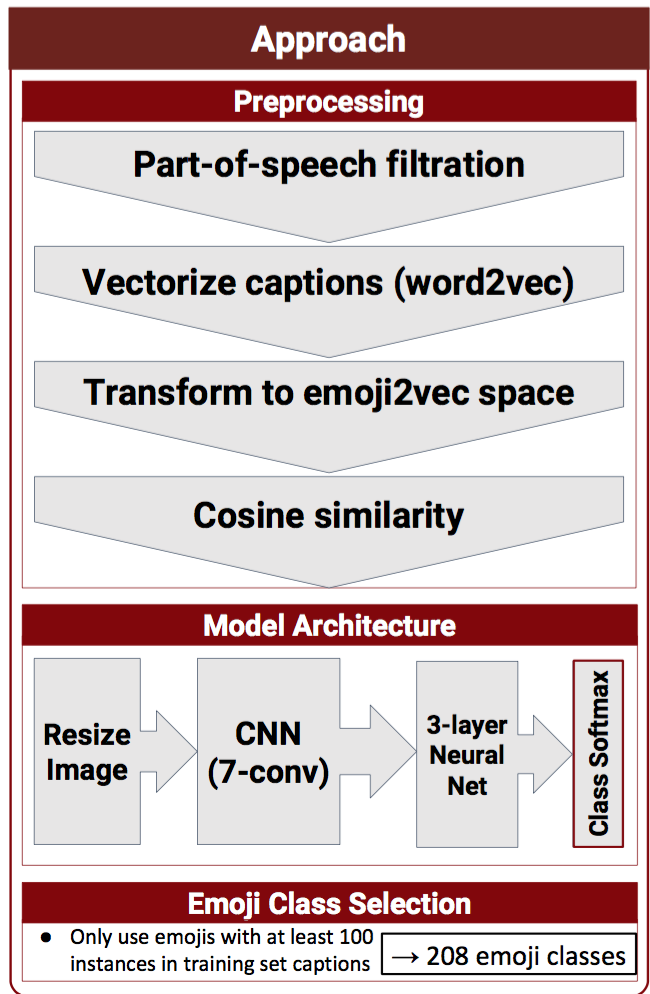 Approach
Preprocessing
Part-of-speech filtration
Vectorize captions (word2vec)
Transform to emoji2vec space
Cosine similarity
Model Architecture
Resize
Image
CNN
(7-conv)
3-layer
Neural
Net
Class Softmax
Emoji Class Selection
● Only use emojis with at least 100
instances in training set captions
→ 208 emoji classes